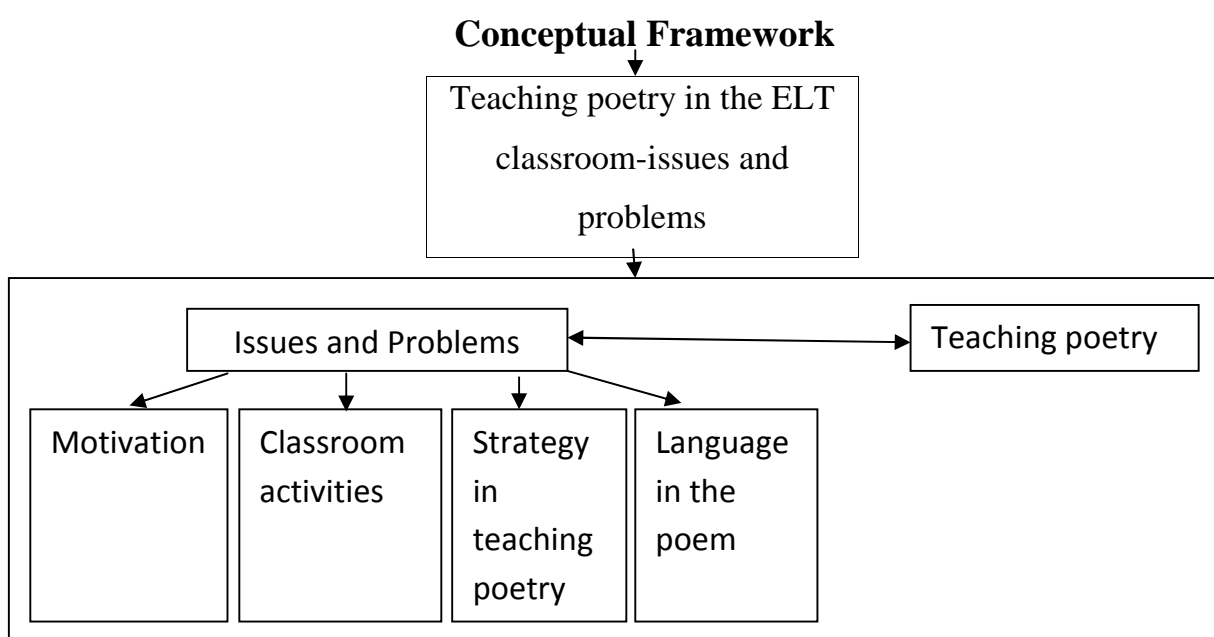 Conceptual Framework
Teaching poetry in the ELT
classroom-issues and
problems
Issues and Problems
Teaching poetry
Motivation
Classroom
activities
Strategy
in
teaching
poetry
Language
in the
poem